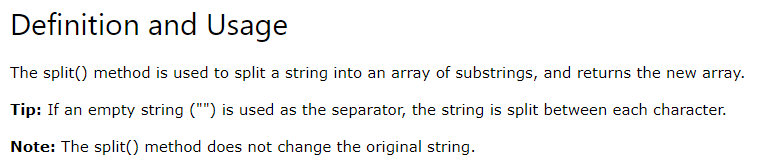 Definition and Usage
The split() method is used to split a string into an array of substrings, and returns the new array.
Tip: If an empty string ("") is used as the separator, the string is split between each character.
Note: The split() method does not change the original string.